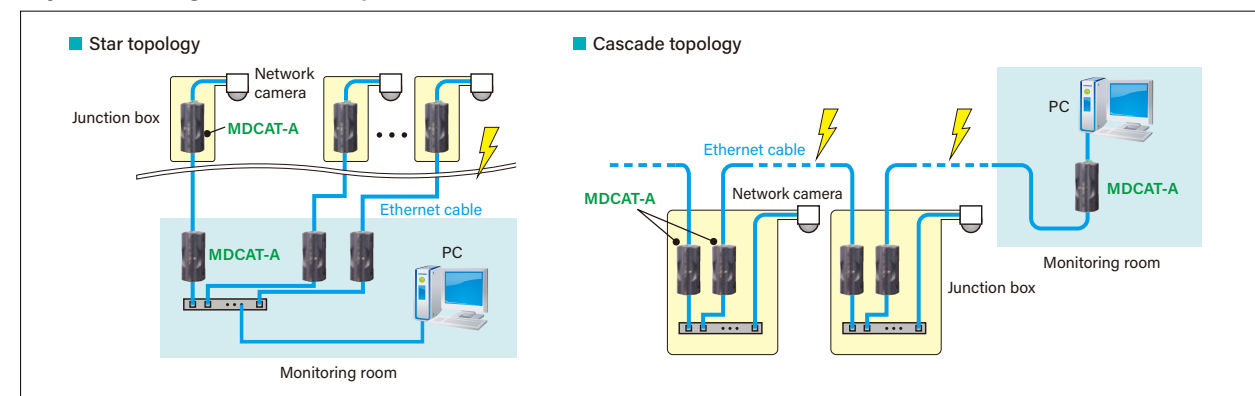 Star topology
Network
camera
Junction box
MDCAT-A
Ethernet cable
MDCAT-A
PC
Monitoring room
Cascade topology
PC
Ethernet cable
MDCAT-A
Network camera
MDCAT-A
Monitoring room
Junction box